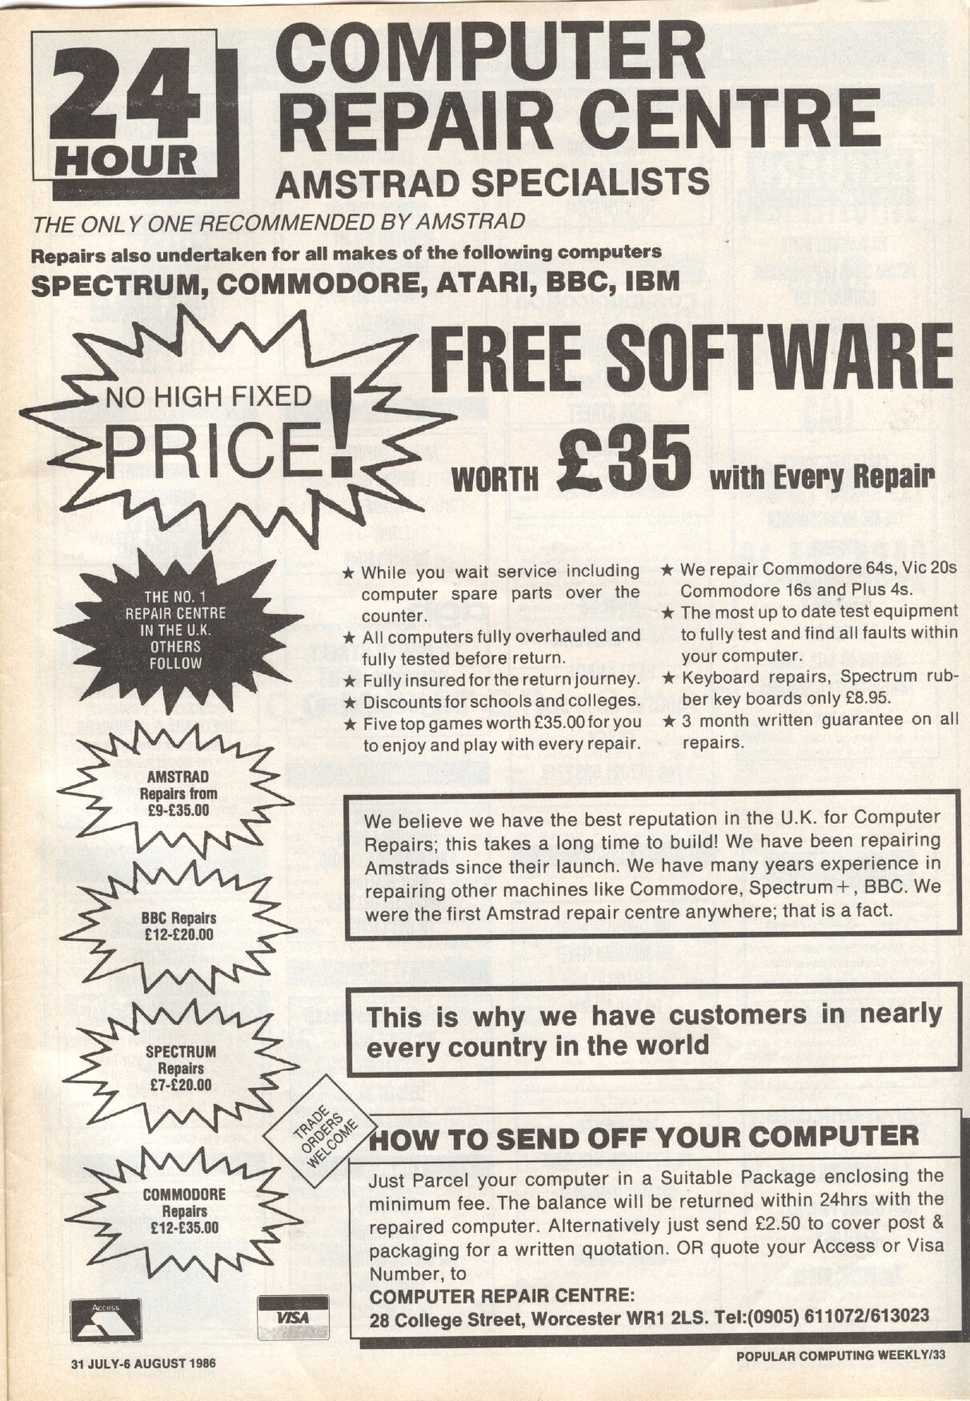 24
HOUR
COMPUTER
REPAIR CENTRE
AMSTRAD SPECIALISTS
THE ONLY ONE RECOMMENDED BY AMSTRAD
Repairs also undertaken for all makes of the following computers
SPECTRUM, COMMODORE, ATARI, BBC, IBM
NO HIGH FIXED
PRICE!
FREE SOFTWARE
WORTH £35 with Every Repair
THE NO. 1
REPAIR CENTRE
IN THE U.K.
OTHERS
FOLLOW
★ While you wait service including
computer spare parts over the
counter.
★ All computers fully overhauled and
fully tested before return.
★ Fully insured for the return journey.
★ Discounts for schools and colleges.
★ Five top games worth £35.00 for you
to enjoy and play with every repair.
★ We repair Commodore 64s, Vic 20s
Commodore 16s and Plus 4s.
★ The most up to date test equipment
to fully test and find all faults within
your computer.
★ Keyboard repairs, Spectrum rub-
ber key boards only £8.95.
★ 3 month written guarantee on all
repairs.
AMSTRAD
Repairs from
£9-£35.00
BBC Repairs
£12-£20.00
SPECTRUM
Repairs
£7-£20.00
COMMODORE
Repairs
£12-£35.00
We believe we have the best reputation in the U.K. for Computer
Repairs; this takes a long time to build! We have been repairing
Amstrads since their launch. We have many years experience in
repairing other machines like Commodore, Spectrum+, BBC. We
were the first Amstrad repair centre anywhere; that is a fact.
This is why we have customers in nearly
every country in the world
TRADE
ORDERS
WELCOME
HOW TO SEND OFF YOUR COMPUTER
Just Parcel your computer in a Suitable Package enclosing the
minimum fee. The balance will be returned within 24hrs with the
repaired computer. Alternatively just send £2.50 to cover post &
packaging for a written quotation. OR quote your Access or Visa
Number, to
COMPUTER REPAIR CENTRE:
28 College Street, Worcester WR1 2LS. Tel:(0905) 611072/613023
Access
VISA
31 JULY-6 AUGUST 1986
POPULAR COMPUTING WEEKLY/33